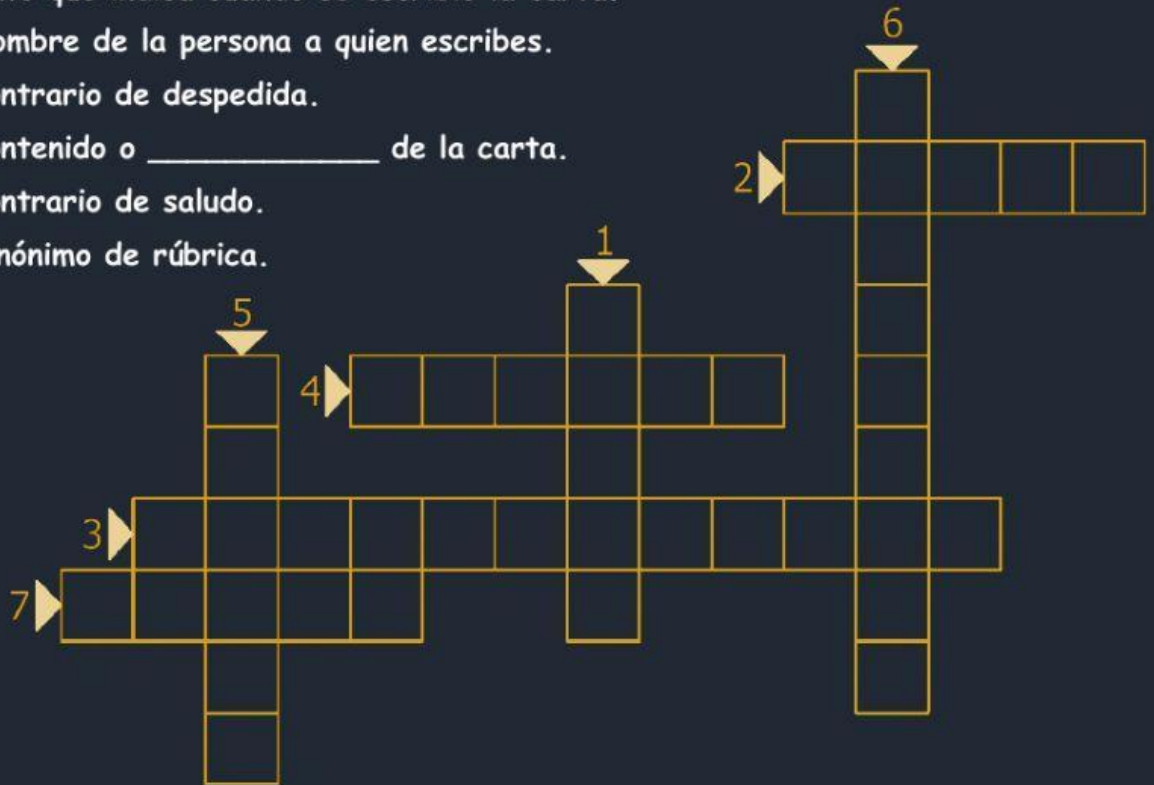 ombre de la persona a quien escribes.
ntrario de despedida.
ntenido o ____________ de la carta.
ntrario de saludo.
nónimo de rúbrica.
6
2
1
5
4
3
7